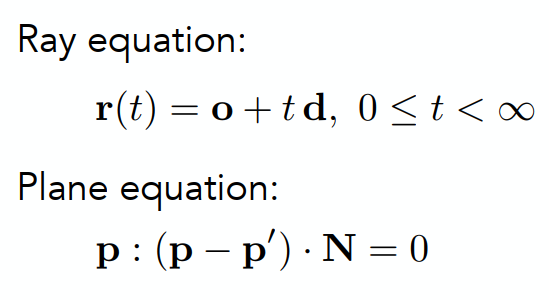 Ray equation:
r(t) = o + t d, 0 ≤ t < ∞
Plane equation:
p : (p − p′) · N = 0